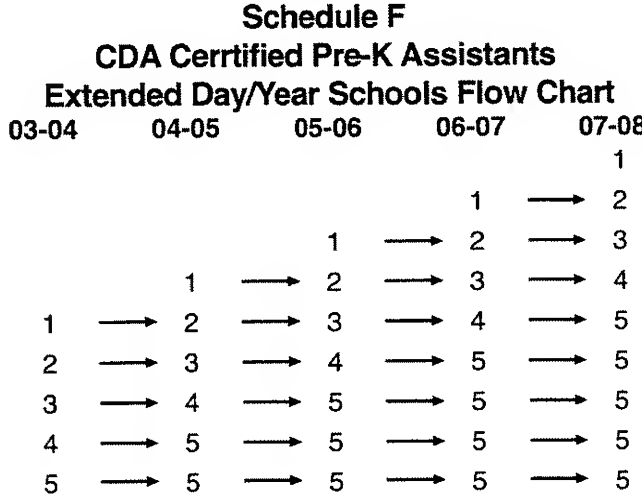 Schedule F
CDA Cerrtified Pre-K Assistants
Extended Day/Year Schools Flow Chart
03-04 04-05 05-06 06-07 07-08
1
1 → 2
1 → 2 → 3
1 → 2 → 3 → 4
1 → 2 → 3 → 4 → 5
2 → 3 → 4 → 5 → 5
3 → 4 → 5 → 5 → 5
4 → 5 → 5 → 5 → 5
5 → 5 → 5 → 5 → 5